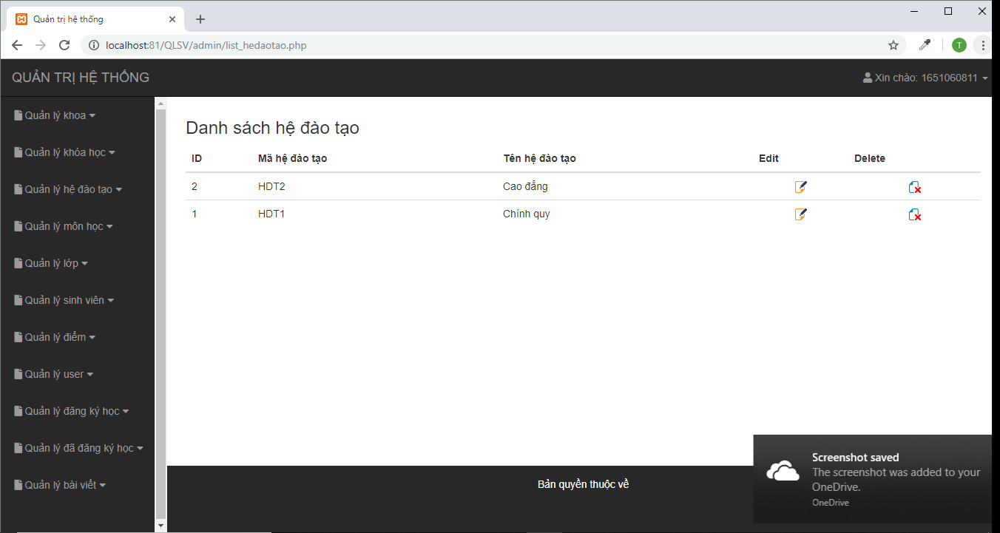 Quản trị hệ thống
localhost:81/QLSV/admin/list_hedaotao.php
T
QUẢN TRỊ HỆ THỐNG
Xin chào: 1651060811
Quản lý khoa
Quản lý khóa học
Quản lý hệ đào tạo
Quản lý môn học
Quản lý lớp
Quản lý sinh viên
Quản lý điểm
Quản lý user
Quản lý đăng ký học
Quản lý đã đăng ký học
Quản lý bài viết
Danh sách hệ đào tạo
ID Mã hệ đào tạo Tên hệ đào tạo Edit Delete
2 HDT2 Cao đẳng
1 HDT1 Chính quy
Bản quyền thuộc về
Screenshot saved
The screenshot was added to your
OneDrive.
OneDrive